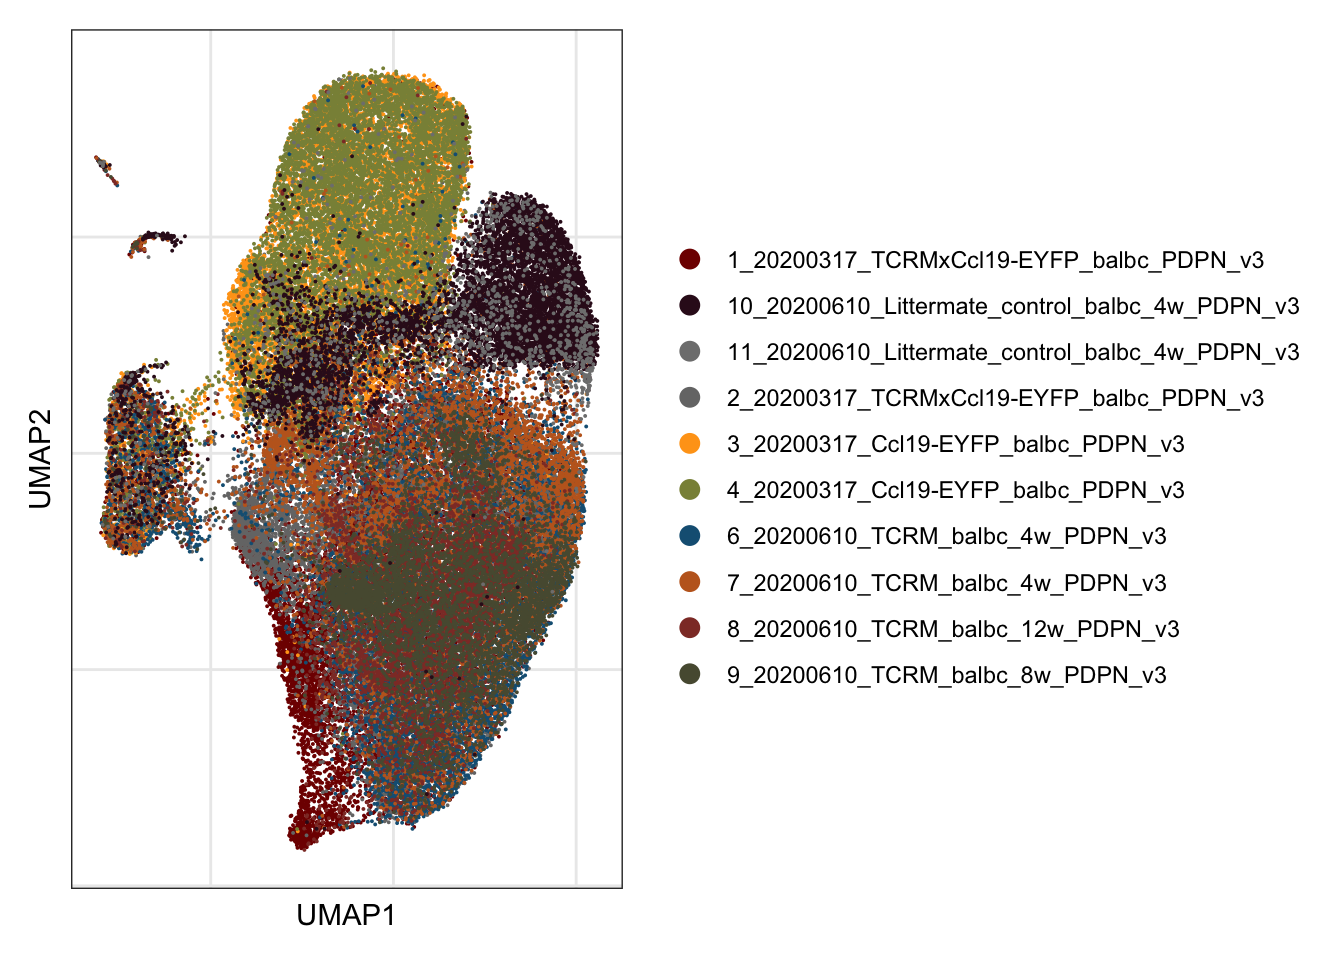 1_20200317_TCRMxCcl19-EYFP_balbc_PDPN_v3
10_20200610_Littermate_control_balbc_4w_PDPN_v3
11_20200610_Littermate_control_balbc_4w_PDPN_v3
2_20200317_TCRMxCcl19-EYFP_balbc_PDPN_v3
3_20200317_Ccl19-EYFP_balbc_PDPN_v3
4_20200317_Ccl19-EYFP_balbc_PDPN_v3
6_20200610_TCRM_balbc_4w_PDPN_v3
7_20200610_TCRM_balbc_4w_PDPN_v3
8_20200610_TCRM_balbc_12w_PDPN_v3
9_20200610_TCRM_balbc_8w_PDPN_v3
UMAP2
UMAP1